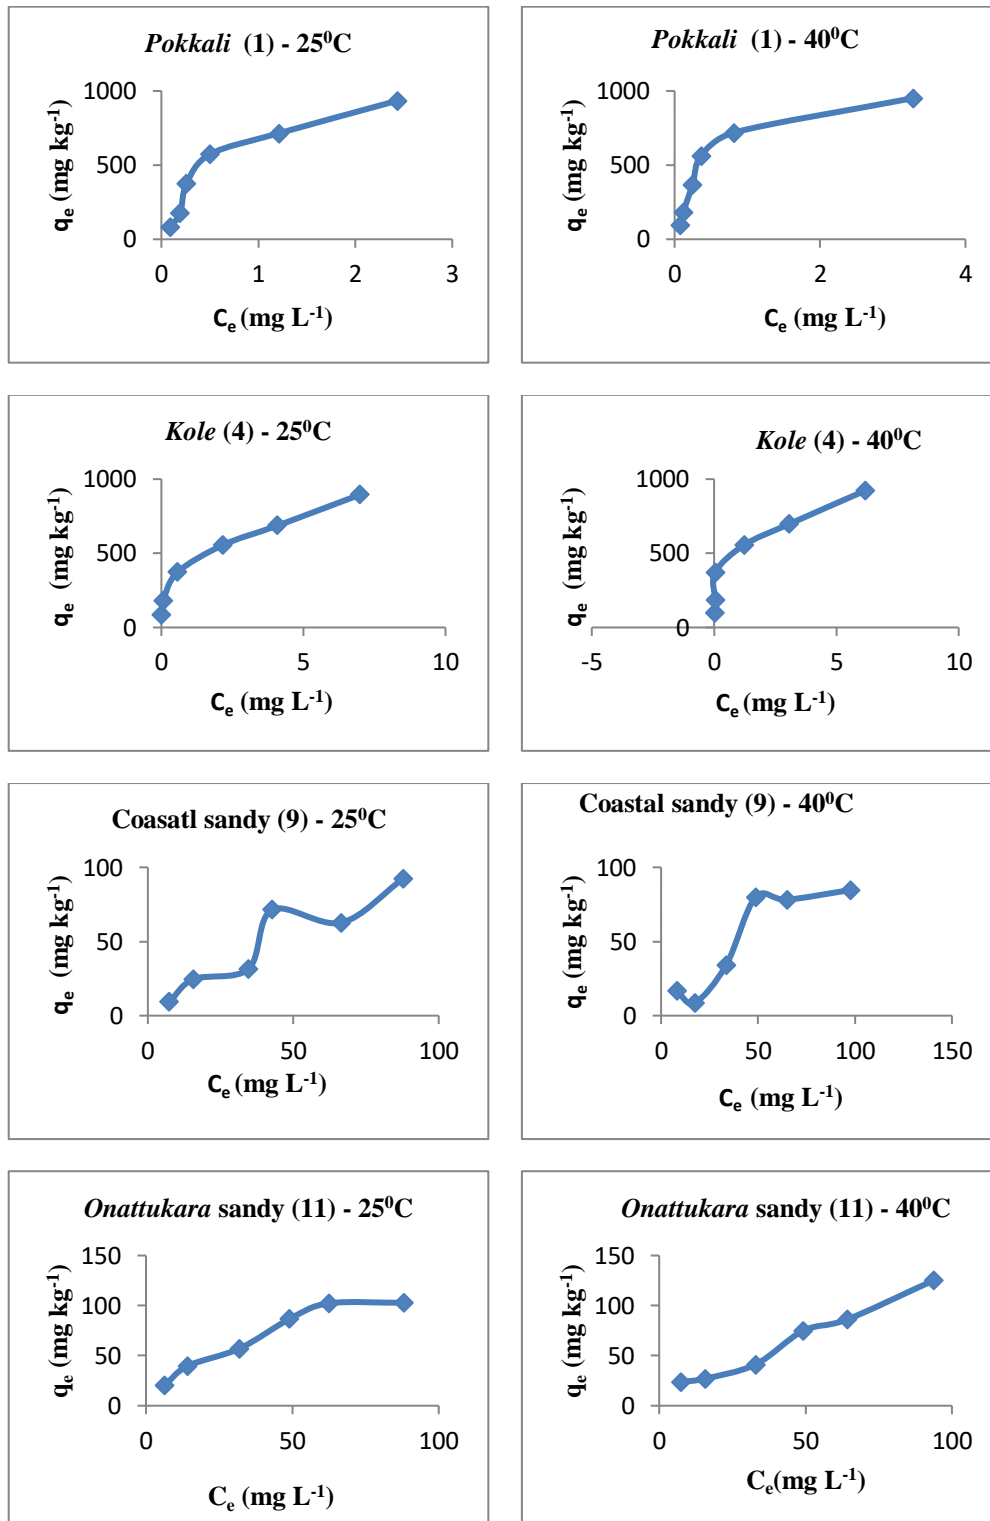 Pokkali (1) - 25⁰C
1000
500
0
0 1 2 3
qe (mg kg-1)
Ce (mg L-1)
Pokkali (1) - 40⁰C
1000
500
0
0 2 4
qe (mg kg-1)
Ce (mg L-1)
Kole (4) - 25⁰C
1000
500
0
0 5 10
qe (mg kg-1)
Ce (mg L-1)
Kole (4) - 40⁰C
1000
500
0
-5 0 5 10
qe (mg kg-1)
Ce (mg L-1)
Coasatl sandy (9) - 25⁰C
100
50
0
0 50 100
qe (mg kg-1)
Ce (mg L-1)
Coastal sandy (9) - 40⁰C
100
50
0
0 50 100 150
qe (mg kg-1)
Ce (mg L-1)
Onattukara sandy (11) - 25⁰C
150
100
50
0
0 50 100
qe (mg kg-1)
Ce (mg L-1)
Onattukara sandy (11) - 40⁰C
150
100
50
0
0 50 100
qe (mg kg-1)
Ce(mg L-1)